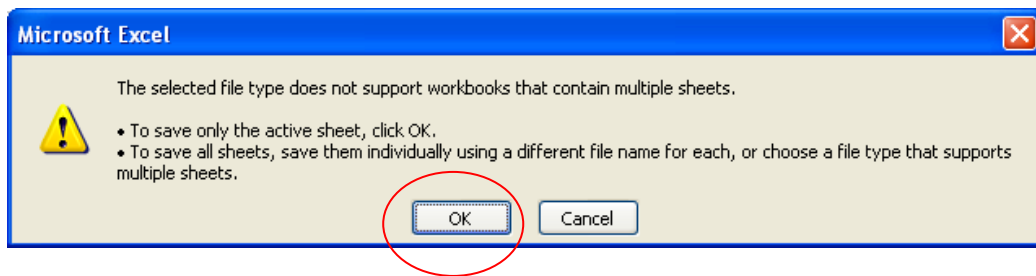 Microsoft Excel
The selected file type does not support workbooks that contain multiple sheets.
• To save only the active sheet, click OK.
• To save all sheets, save them individually using a different file name for each, or choose a file type that supports
multiple sheets.
OK Cancel